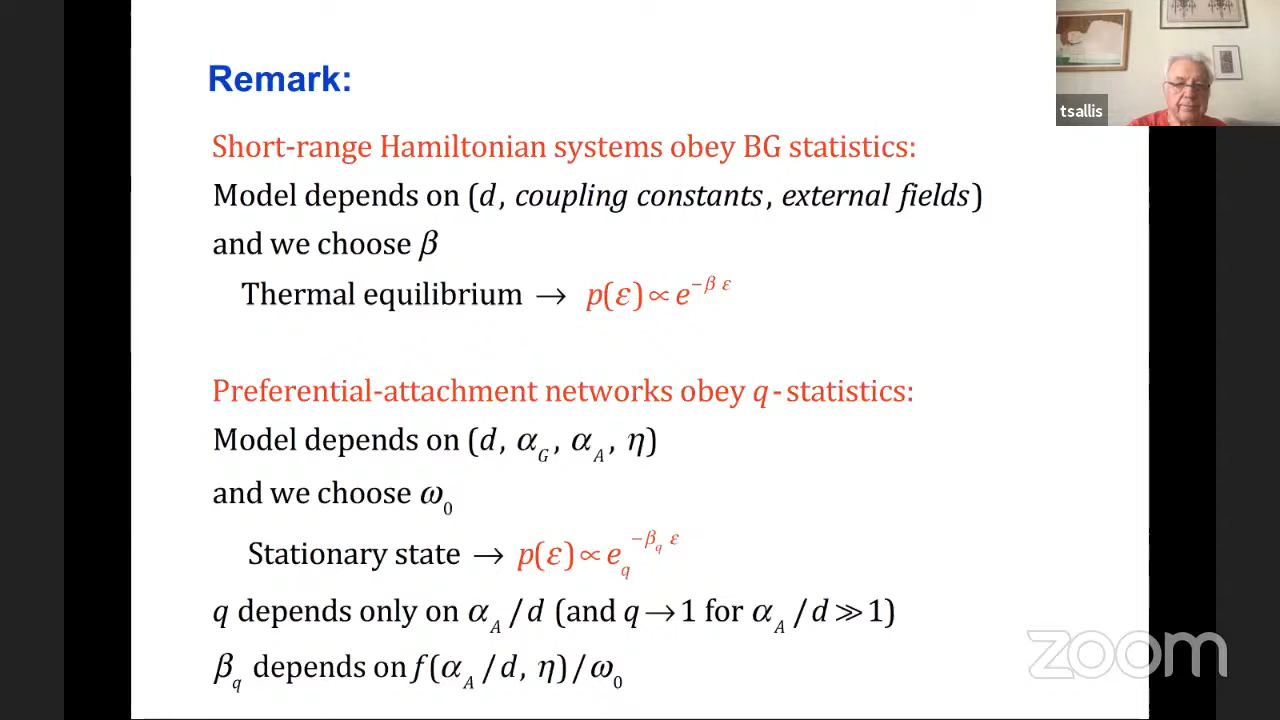 Remark:
tsallis
Short-range Hamiltonian systems obey BG statistics:
Model depends on (d, coupling constants, external fields)
and we choose β
Thermal equilibrium → p(ε) ∝ e^{−β ε}
Preferential-attachment networks obey q-statistics:
Model depends on (d, α_G, α_A, η)
and we choose ω_0
Stationary state → p(ε) ∝ e_q^{−β_q ε}
q depends only on α_A/d (and q → 1 for α_A/d ≫ 1)
β_q depends on f(α_A/d, η)/ω_0
zoom